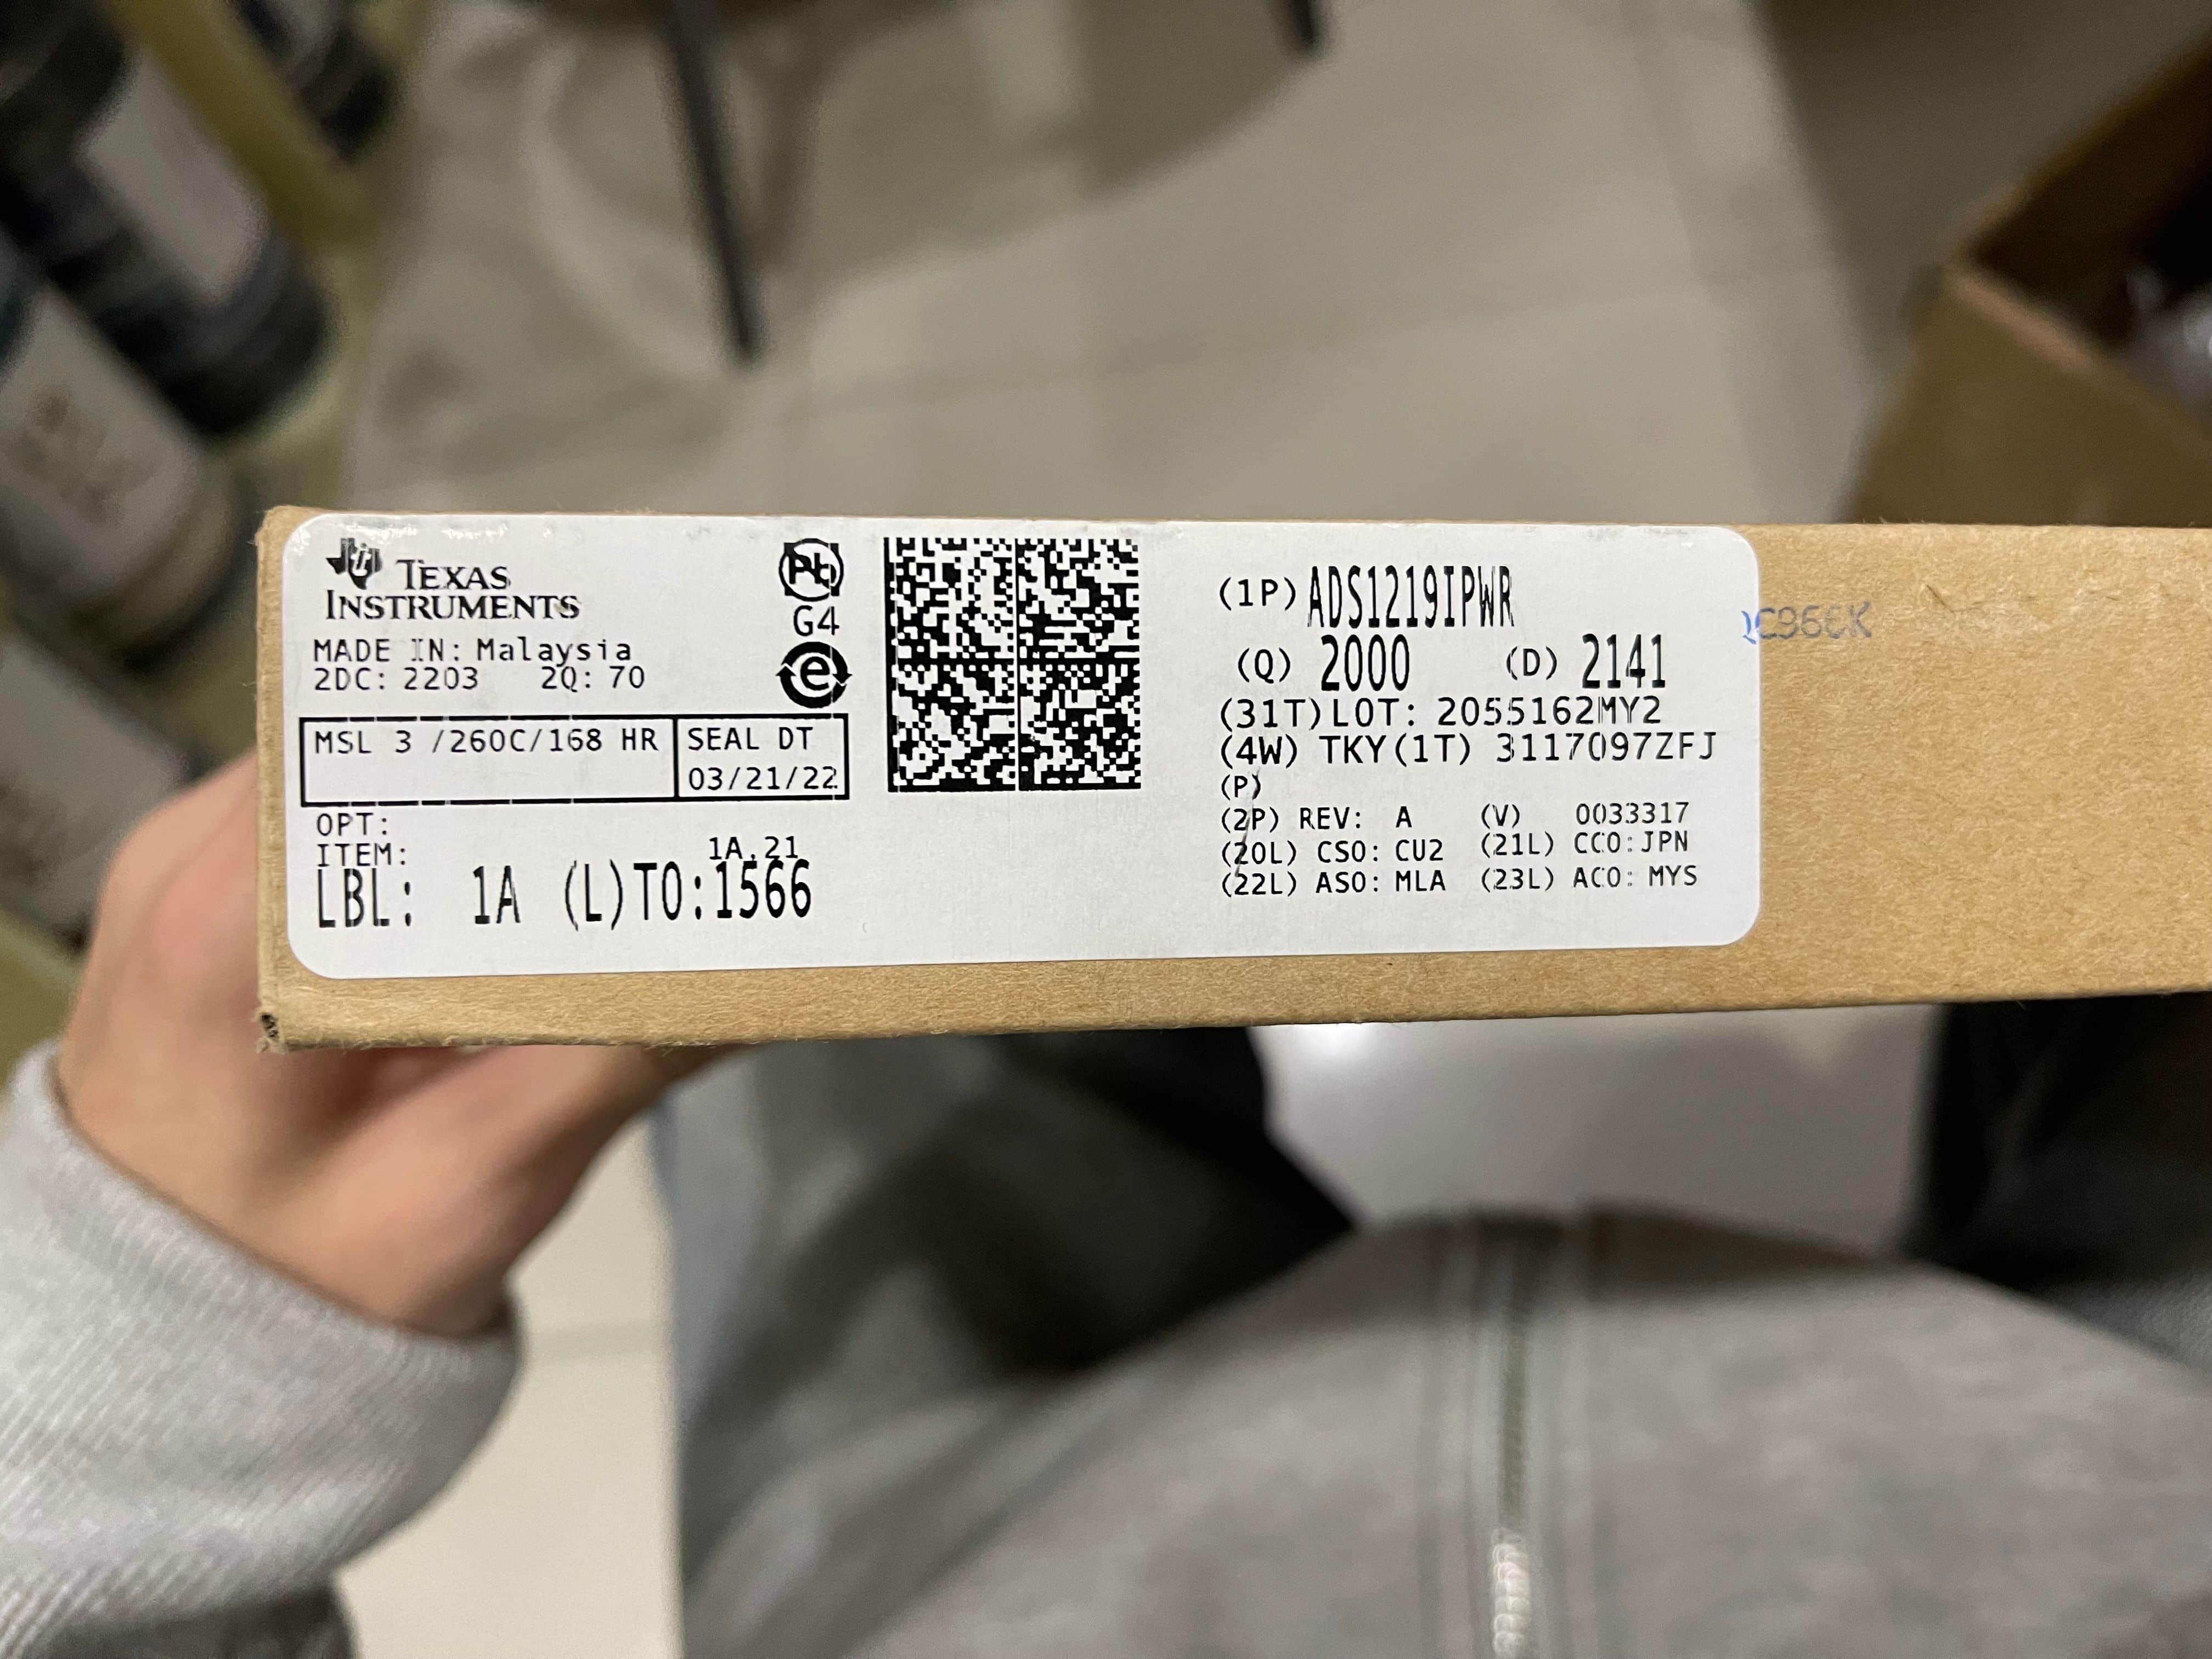 TEXAS
INSTRUMENTS
MADE IN: Malaysia
2DC: 2203 2Q: 70
MSL 3 /260C/168 HR
SEAL DT
03/21/22
OPT:
ITEM:
1A.21
LBL: 1A (L)TO:1566
Pb
G4
e
(1P) ADS1219IPWR
(Q) 2000 (D) 2141
(31T)LOT: 2055162MY2
(4W) TKY(1T) 3117097ZFJ
(P)
(2P) REV: A (V) 0033317
(20L) CSO: CU2 (21L) CCO:JPN
(22L) ASO: MLA (23L) ACO: MYS